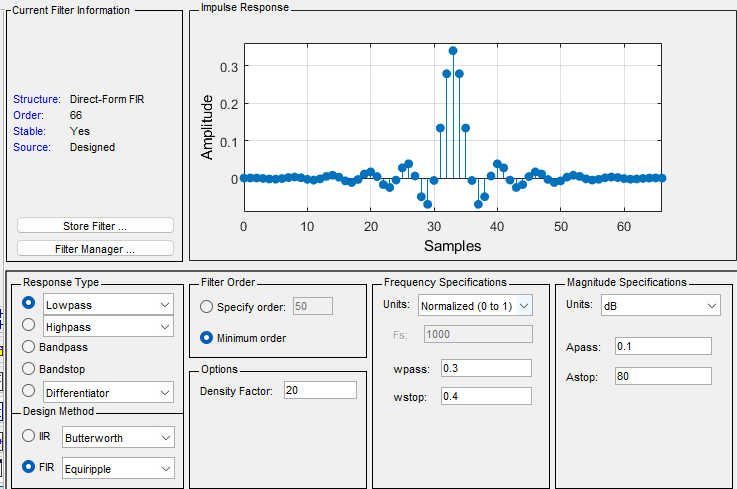 Current Filter Information
Structure: Direct-Form FIR
Order: 66
Stable: Yes
Source: Designed
Store Filter ...
Filter Manager ...
Impulse Response
Amplitude
0.3
0.2
0.1
0
0 10 20 30 40 50 60
Samples
Response Type
Lowpass
Highpass
Bandpass
Bandstop
Differentiator
Design Method
IIR Butterworth
FIR Equiripple
Filter Order
Specify order: 50
Minimum order
Options
Density Factor: 20
Frequency Specifications
Units: Normalized (0 to 1)
Fs: 1000
wpass: 0.3
wstop: 0.4
Magnitude Specifications
Units: dB
Apass: 0.1
Astop: 80